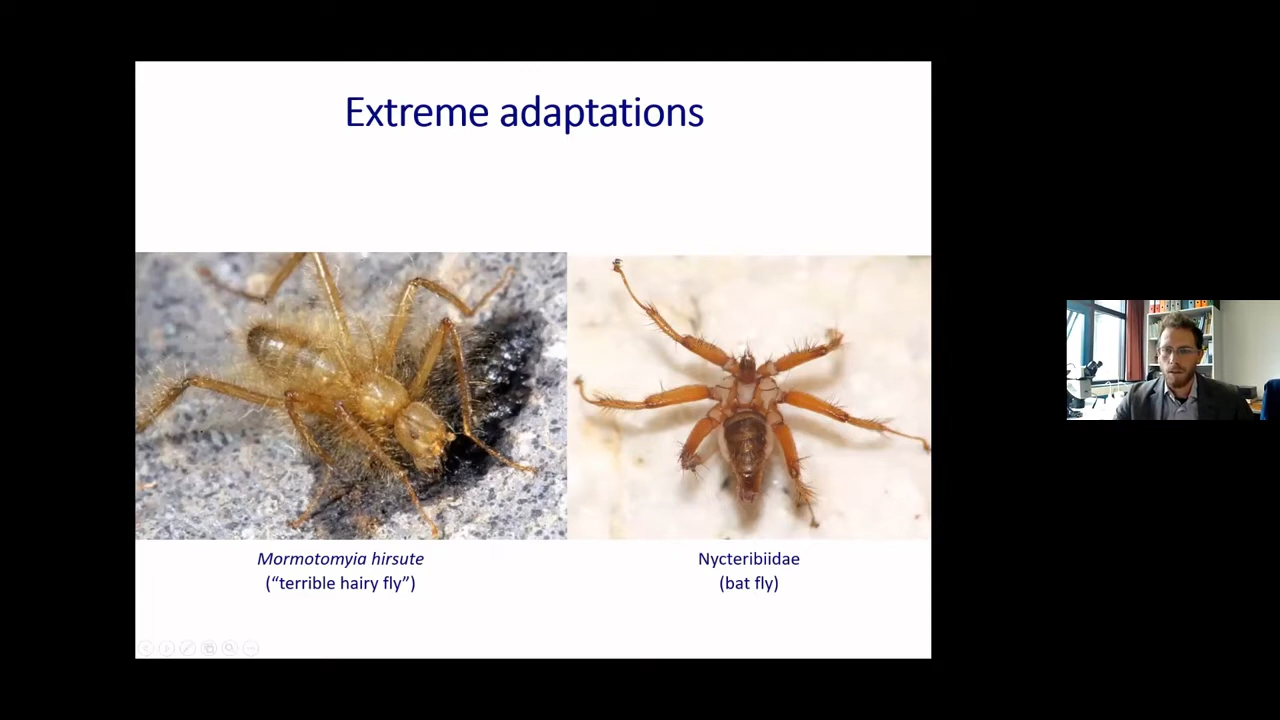 Extreme adaptations
Mormotomyia hirsute
(“terrible hairy fly”)
Nycteribiidae
(bat fly)